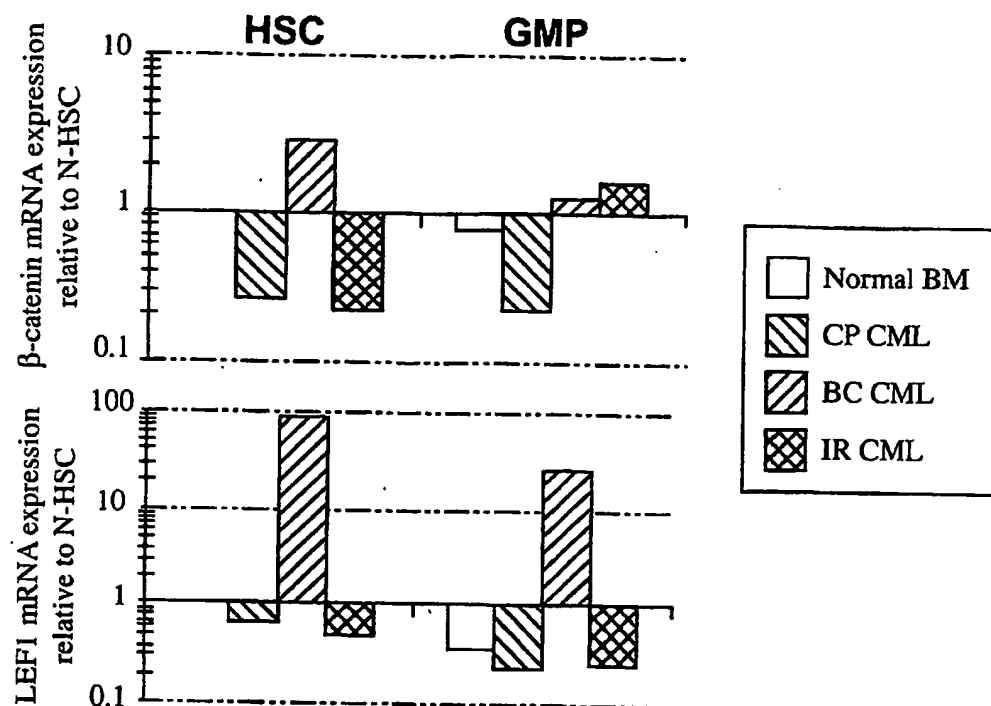 HSC GMP
β-catenin mRNA expression
relative to N-HSC
10
1
0.1
LEF1 mRNA expression
relative to N-HSC
100
10
1
0.1
Normal BM
CP CML
BC CML
IR CML